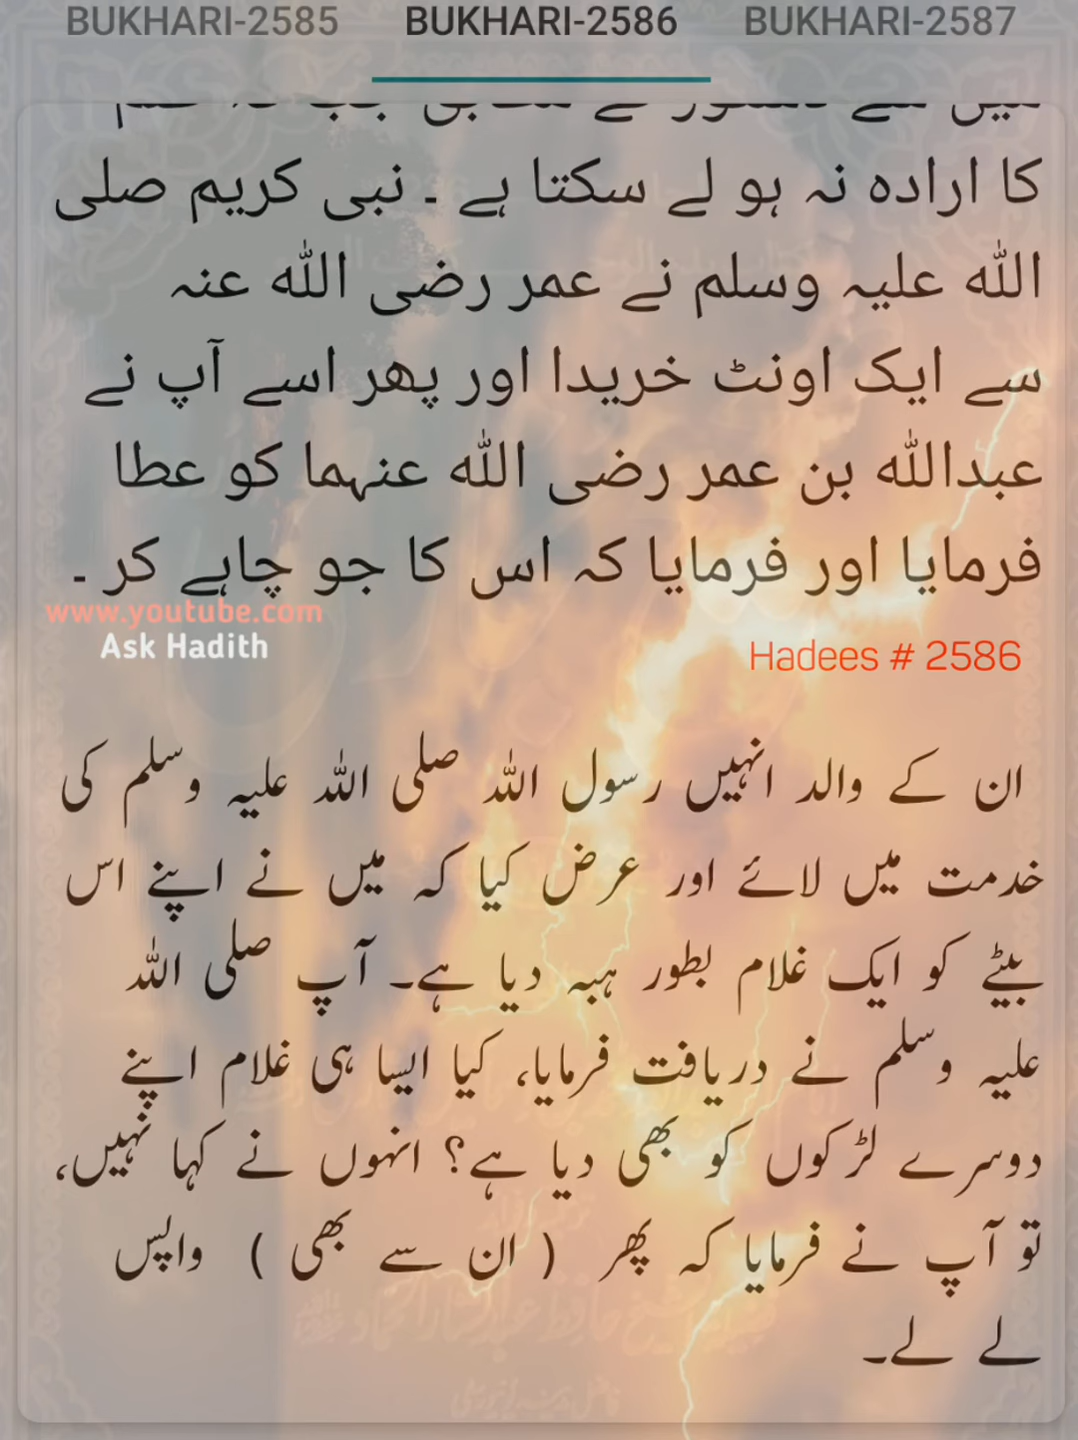 BUKHARI-2585 BUKHARI-2586 BUKHARI-2587
کا ارادہ نہ ہو لے سکتا ہے ۔ نبی کریم صلی
اللہ علیہ وسلم نے عمر رضی اللہ عنہ
سے ایک اونٹ خریدا اور پھر اسے آپ نے
عبداللہ بن عمر رضی اللہ عنہما کو عطا
فرمایا اور فرمایا کہ اس کا جو چاہے کر ۔
www.youtube.com
Ask Hadith
Hadees # 2586
ان کے والد انہیں رسول اللہ صلی اللہ علیہ وسلم کی
خدمت میں لائے اور عرض کیا کہ میں نے اپنے اس
بیٹے کو ایک غلام بطور ہبہ دیا ہے۔ آپ صلی اللہ
علیہ وسلم نے دریافت فرمایا، کیا ایسا ہی غلام اپنے
دوسرے لڑکوں کو بھی دیا ہے؟ انہوں نے کہا نہیں،
تو آپ نے فرمایا کہ پھر ( ان سے بھی ) واپس
لے لے۔